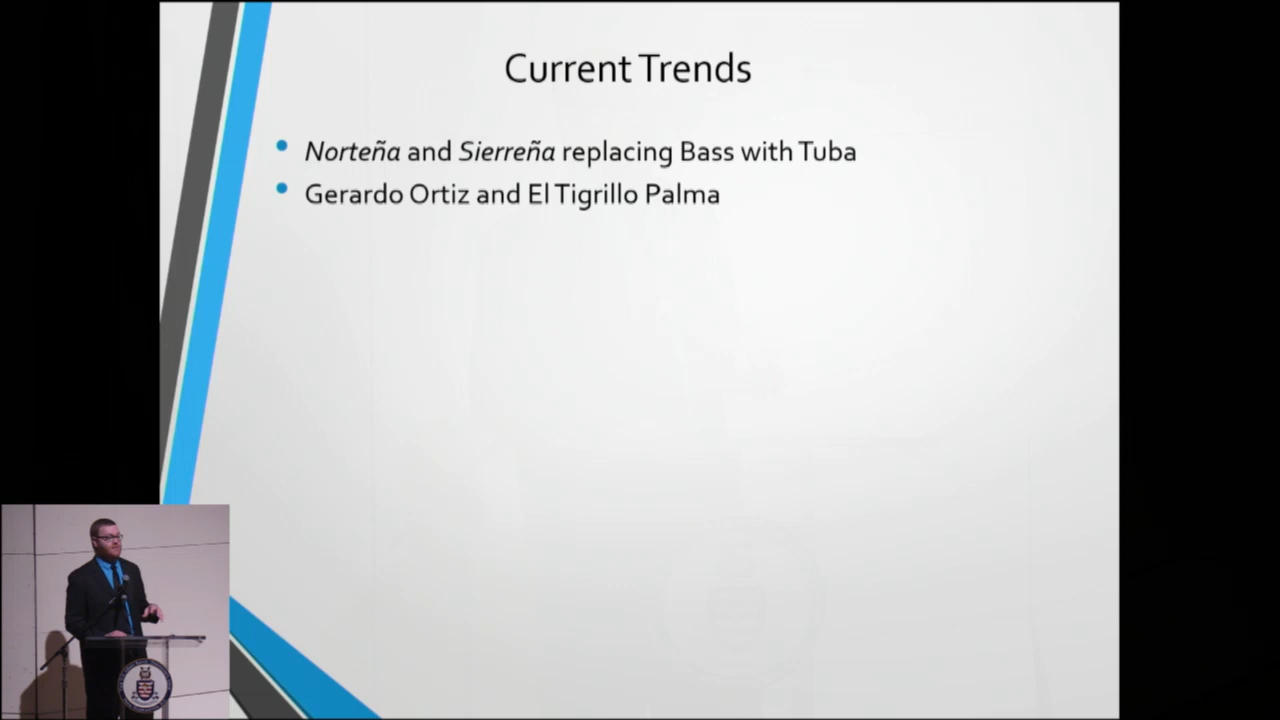 Current Trends
Norteña and Sierreña replacing Bass with Tuba
Gerardo Ortiz and El Tigrillo Palma